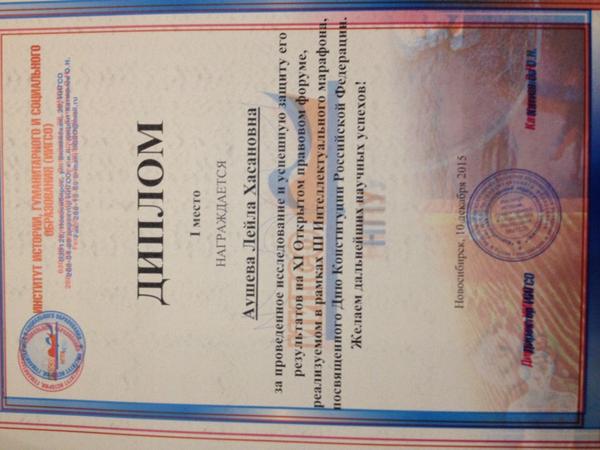 ИНСТИТУТ ИСТОРИИ, ГУМАНИТАРНОГО И СОЦИАЛЬНОГО
ОБРАЗОВАНИЯ (ИИГСО)
ДИПЛОМ
I место
НАГРАЖДАЕТСЯ
Аушева Лейла Хасановна
за проведенное исследование и успешную защиту его
результатов на XI Открытом правовом форуме,
реализуемом в рамках III Интеллектуального марафона,
посвященного Дню Конституции Российской Федерации.
Желаем дальнейших научных успехов!
Новосибирск, 10 декабря 2015
Директор ИИГСО
О.Н.